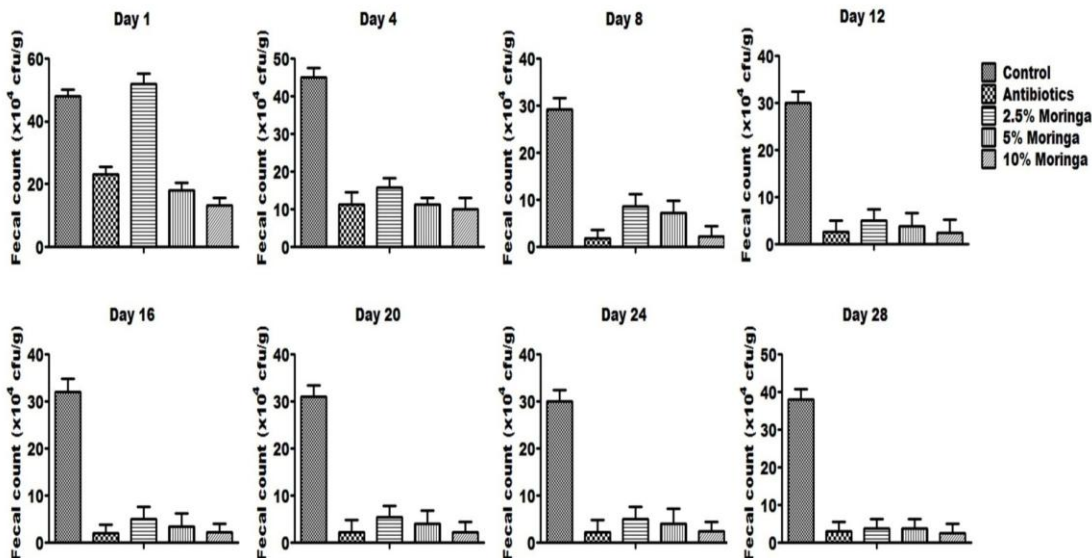 Day 1
Day 4
Day 8
Day 12
Fecal count (x10⁴ cfu/g)
60
40
20
0
Fecal count (x10⁴ cfu/g)
50
40
30
20
10
0
Fecal count (x10⁴ cfu/g)
40
30
20
10
0
Fecal count (x10⁴ cfu/g)
40
30
20
10
0
Control
Antibiotics
2.5% Moringa
5% Moringa
10% Moringa
Day 16
Day 20
Day 24
Day 28
Fecal count (x10⁴ cfu/g)
40
30
20
10
0
Fecal count (x10⁴ cfu/g)
40
30
20
10
0
Fecal count (x10⁴ cfu/g)
40
30
20
10
0
Fecal count (x10⁴ cfu/g)
50
40
30
20
10
0